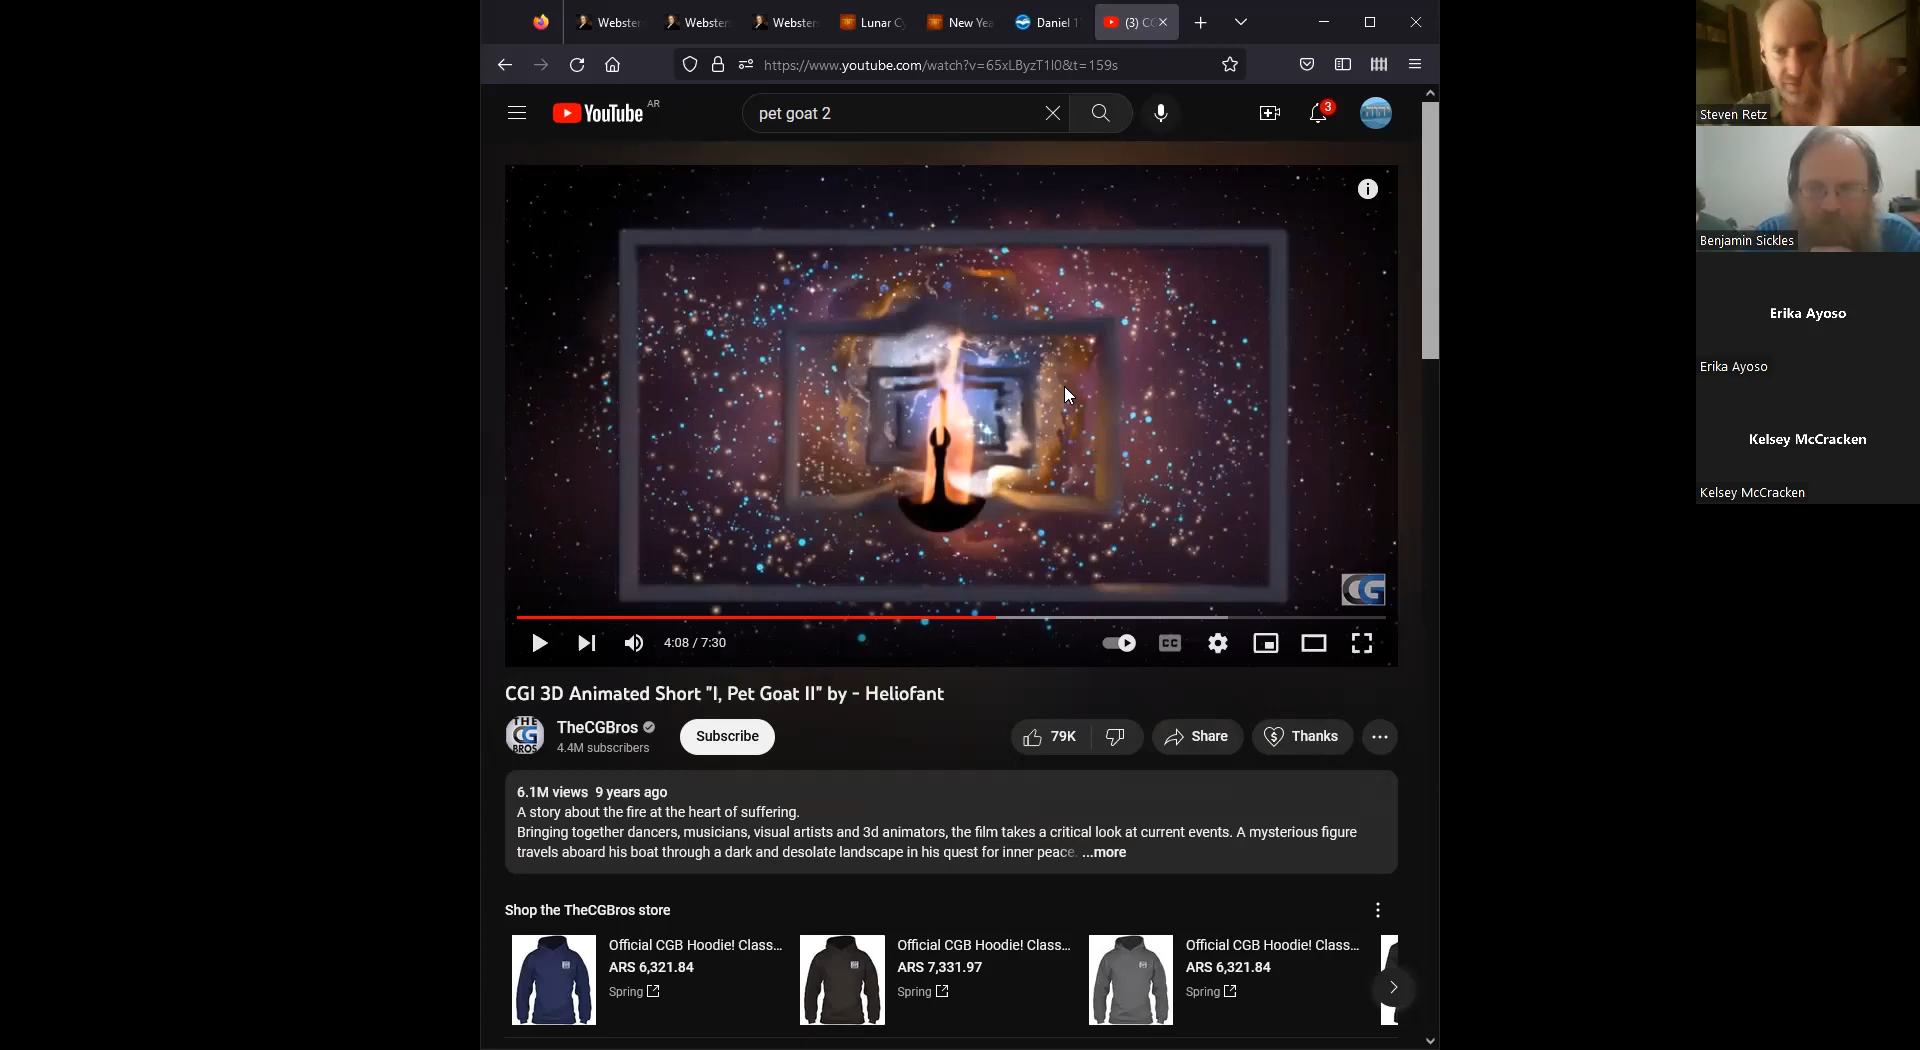 Webster
Webster
Webster
Lunar C
New Yea
Daniel 1
(3) CG
https://www.youtube.com/watch?v=65xLByzT1I0&t=159s
YouTube
AR
pet goat 2
3
CG
4:08 / 7:30
CC
CGI 3D Animated Short "I, Pet Goat II" by - Heliofant
THE
CG
BROS
TheCGBros
4.4M subscribers
Subscribe
79K
Share
Thanks
6.1M views 9 years ago
A story about the fire at the heart of suffering.
Bringing together dancers, musicians, visual artists and 3d animators, the film takes a critical look at current events. A mysterious figure
travels aboard his boat through a dark and desolate landscape in his quest for inner peace. ...more
Shop the TheCGBros store
Official CGB Hoodie! Class...
ARS 6,321.84
Spring
Official CGB Hoodie! Class...
ARS 7,331.97
Spring
Official CGB Hoodie! Class...
ARS 6,321.84
Spring
Steven Retz
Benjamin Sickles
Erika Ayoso
Erika Ayoso
Kelsey McCracken
Kelsey McCracken